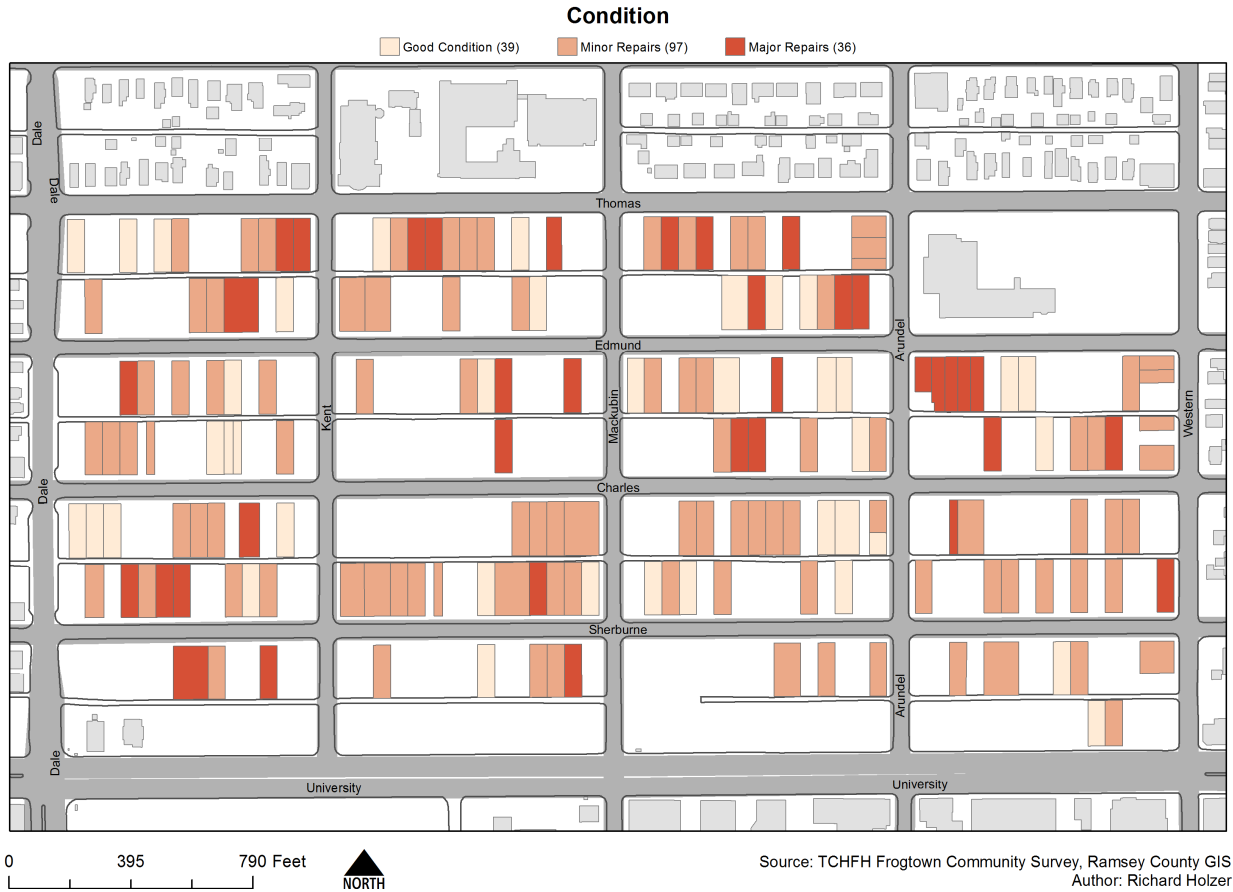 Condition
Good Condition (39) Minor Repairs (97) Major Repairs (36)
Dale
Dale
Thomas
Edmund
Arundel
Kent
Mackubin
Western
Dale
Charles
Sherburne
Arundel
Dale
University
University
0 395 790 Feet
NORTH
Source: TCHFH Frogtown Community Survey, Ramsey County GIS
Author: Richard Holzer